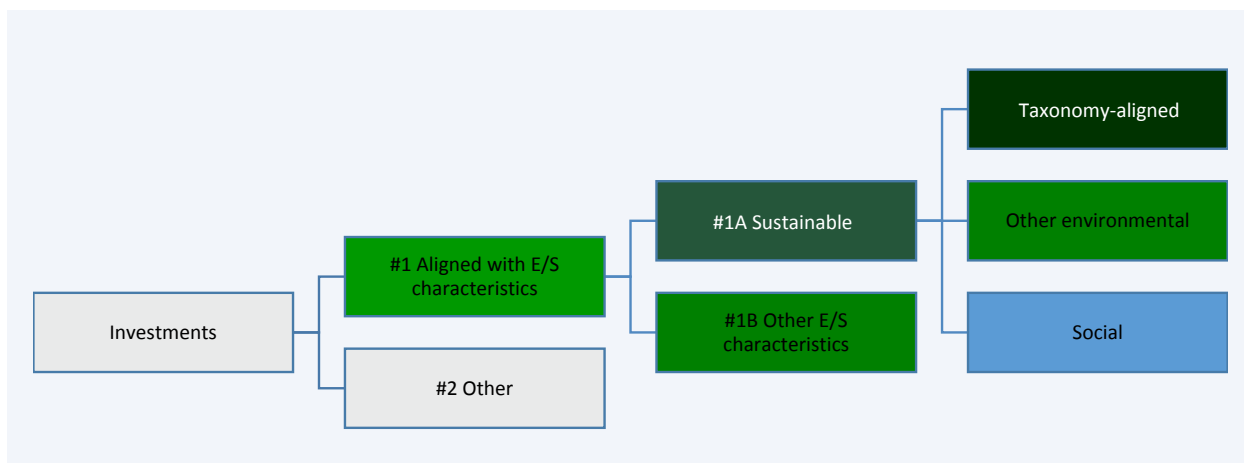 Investments
#1 Aligned with E/S
characteristics
#2 Other
#1A Sustainable
#1B Other E/S
characteristics
Taxonomy-aligned
Other environmental
Social